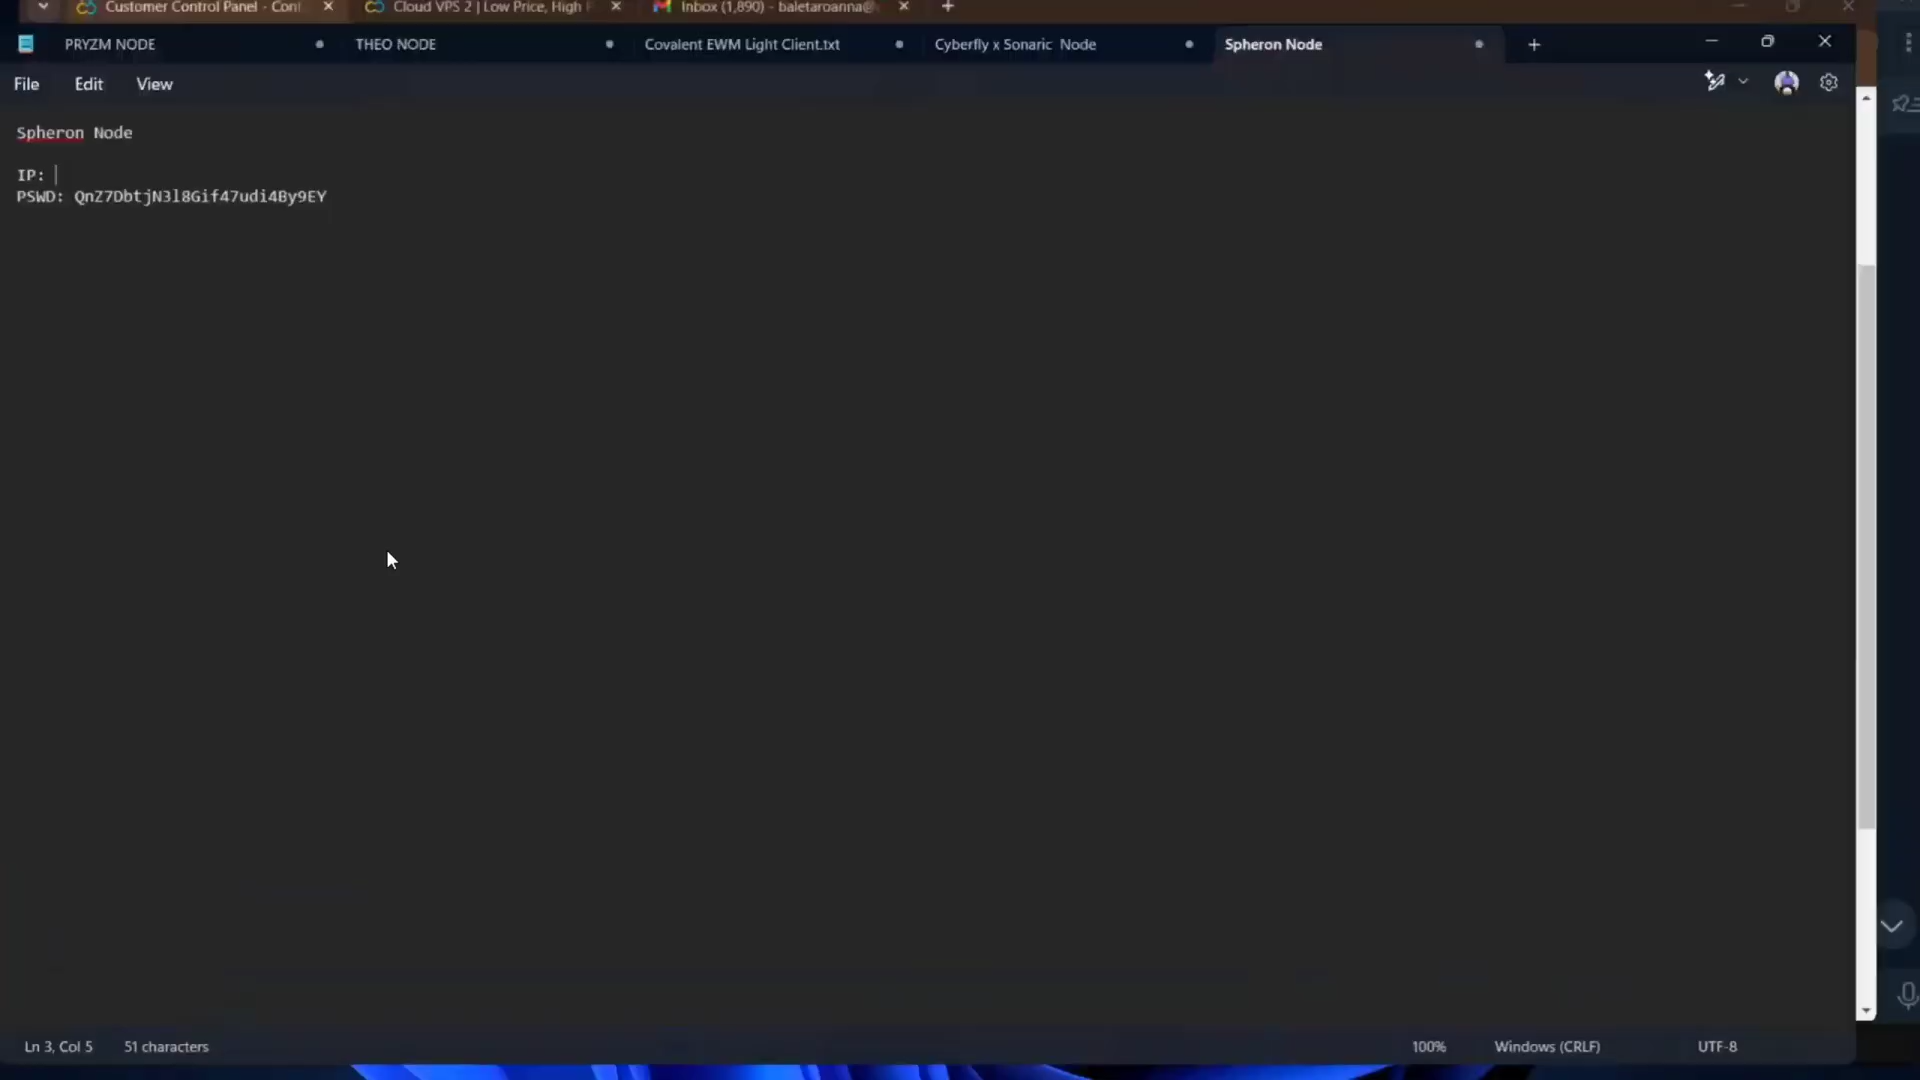 Customer Control Panel - Cont
Cloud VPS 2 | Low Price, High P
Inbox (1,890) - baletaroanna@
PRYZM NODE
THEO NODE
Covalent EWM Light Client.txt
Cyberfly x Sonaric Node
Spheron Node
File
Edit
View
Spheron Node
IP:
PSWD: QnZ7DbtjN3l8Gif47udi4By9EY
Ln 3, Col 5
51 characters
100%
Windows (CRLF)
UTF-8